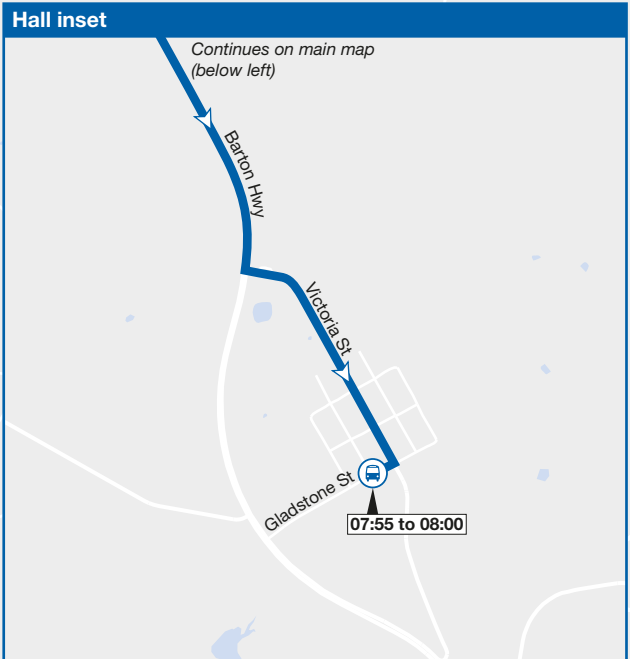 Hall inset
Continues on main map
(below left)
Barton Hwy
Victoria St
Gladstone St
07:55 to 08:00